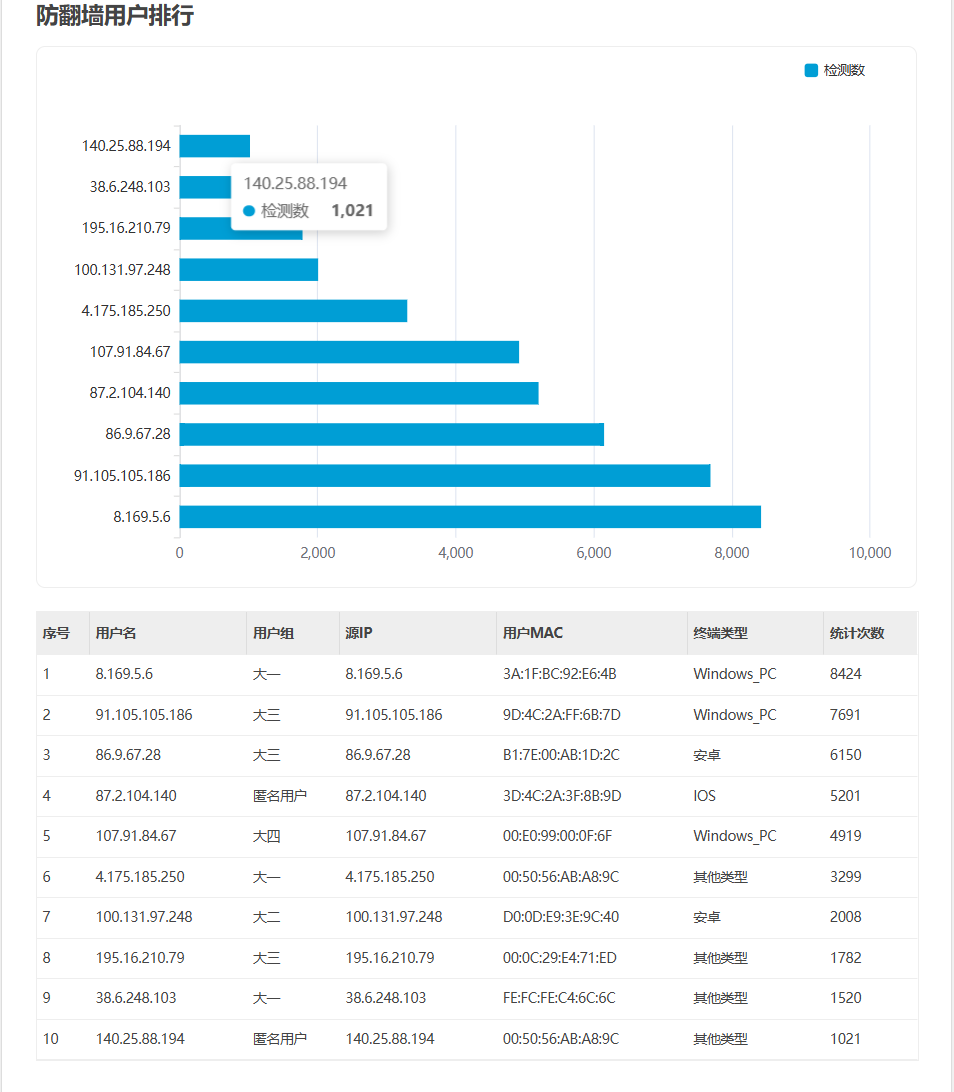 防翻墙用户排行
检测数
140.25.88.194
38.6.248.103
140.25.88.194
检测数 1,021
195.16.210.79
100.131.97.248
4.175.185.250
107.91.84.67
87.2.104.140
86.9.67.28
91.105.105.186
8.169.5.6
0 2,000 4,000 6,000 8,000 10,000
序号 用户名 用户组 源IP 用户MAC 终端类型 统计次数
1 8.169.5.6 大一 8.169.5.6 3A:1F:BC:92:E6:4B Windows_PC 8424
2 91.105.105.186 大三 91.105.105.186 9D:4C:2A:FF:6B:7D Windows_PC 7691
3 86.9.67.28 大三 86.9.67.28 B1:7E:00:AB:1D:2C 安卓 6150
4 87.2.104.140 匿名用户 87.2.104.140 3D:4C:2A:3F:8B:9D IOS 5201
5 107.91.84.67 大四 107.91.84.67 00:E0:99:00:0F:6F Windows_PC 4919
6 4.175.185.250 大一 4.175.185.250 00:50:56:AB:A8:9C 其他类型 3299
7 100.131.97.248 大二 100.131.97.248 D0:0D:E9:3E:9C:40 安卓 2008
8 195.16.210.79 大三 195.16.210.79 00:0C:29:E4:71:ED 其他类型 1782
9 38.6.248.103 大一 38.6.248.103 FE:FC:FE:C4:6C:6C 其他类型 1520
10 140.25.88.194 匿名用户 140.25.88.194 00:50:56:AB:A8:9C 其他类型 1021